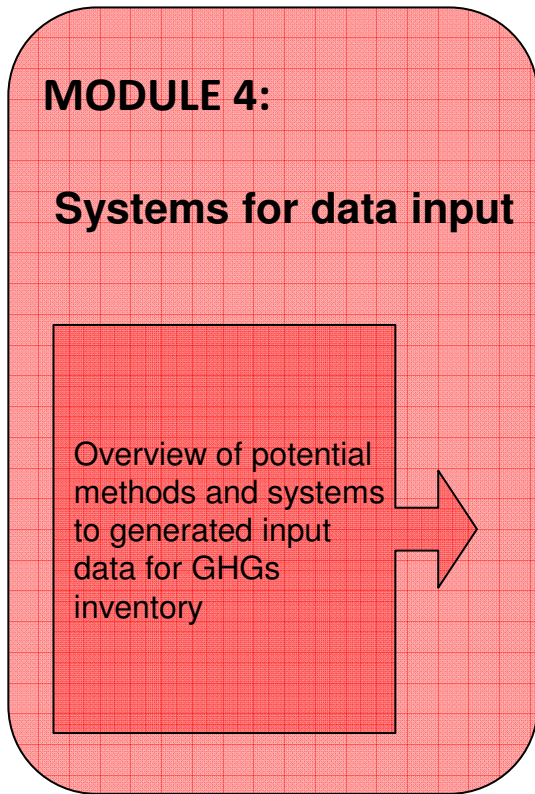 MODULE 4:
Systems for data input
Overview of potential
methods and systems
to generated input
data for GHGs
inventory